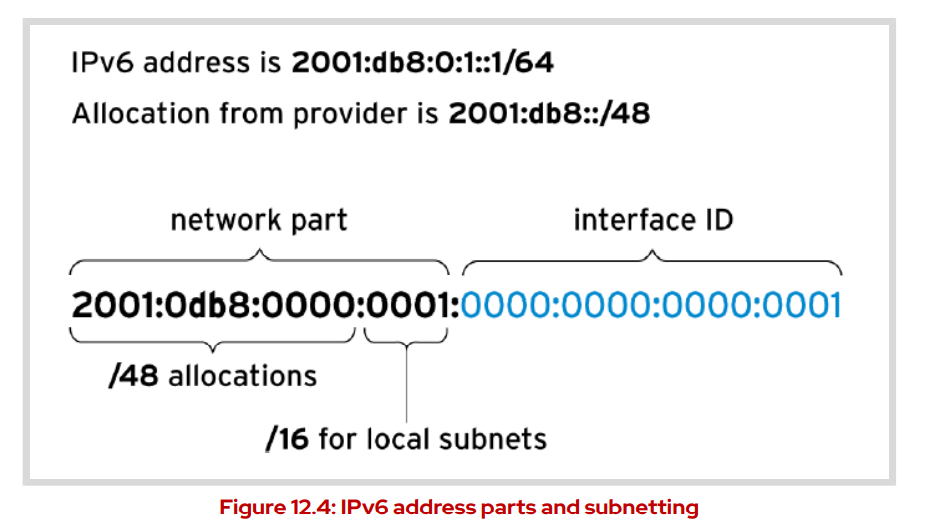 IPv6 address is 2001:db8:0:1::1/64
Allocation from provider is 2001:db8::/48
network part
interface ID
2001:0db8:0000:0001:0000:0000:0000:0001
/48 allocations
/16 for local subnets
Figure 12.4: IPv6 address parts and subnetting